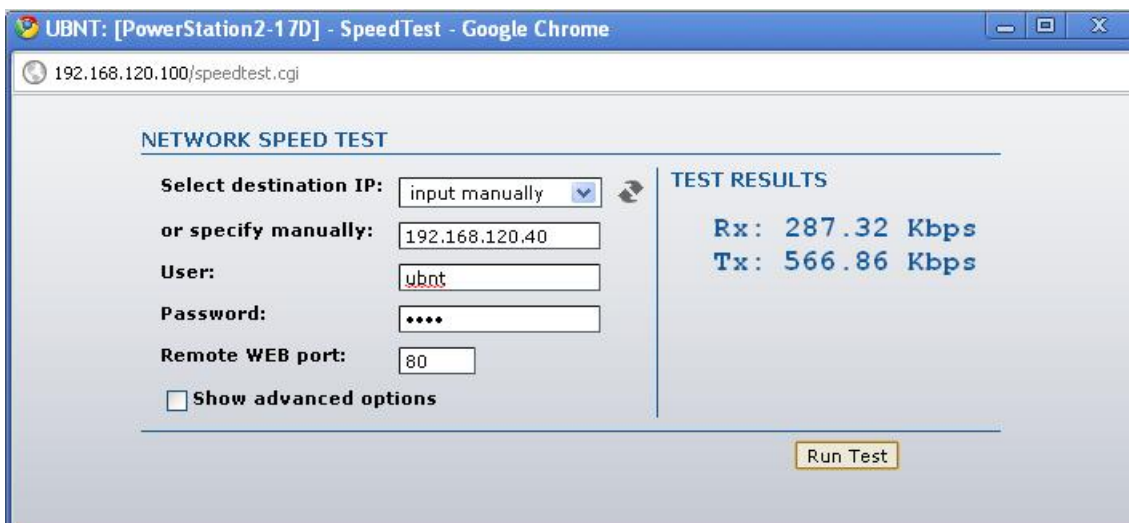 UBNT: [PowerStation2-17D] - SpeedTest - Google Chrome
192.168.120.100/speedtest.cgi
NETWORK SPEED TEST
Select destination IP: input manually
or specify manually: 192.168.120.40
User: ubnt
Password: ••••
Remote WEB port: 80
Show advanced options
TEST RESULTS
Rx: 287.32 Kbps
Tx: 566.86 Kbps
Run Test